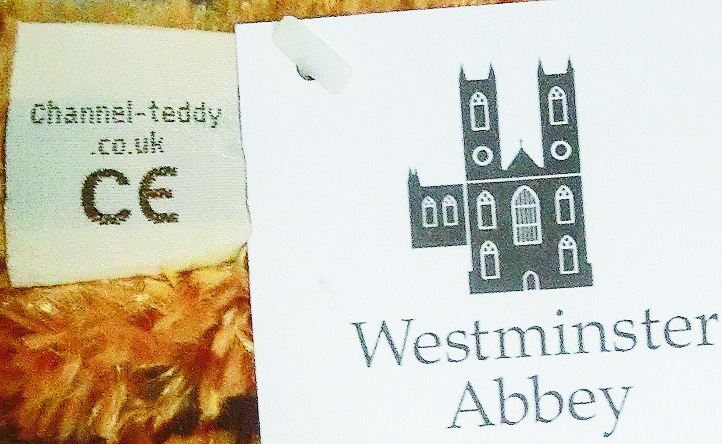 Channel-teddy
.co.uk
CE
Westminster
Abbey